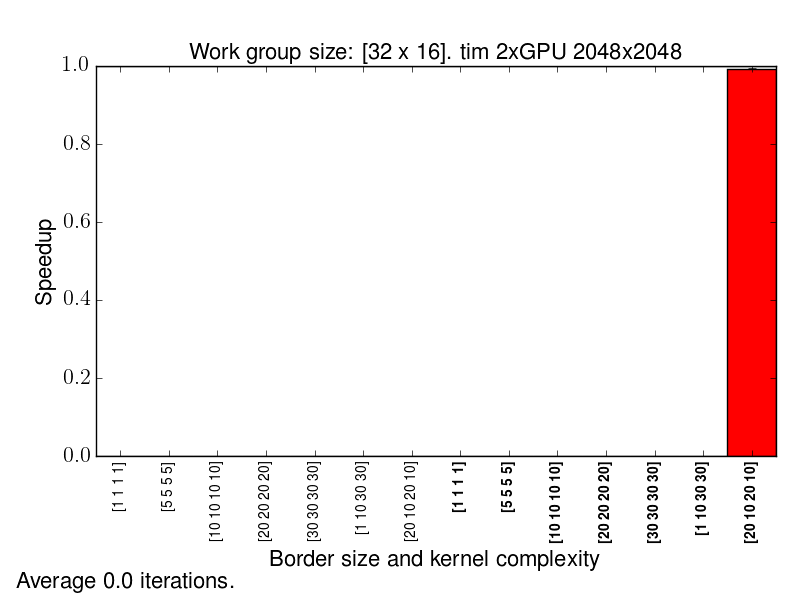 Work group size: [32 x 16]. tim 2xGPU 2048x2048
1.0
0.8
0.6
0.4
0.2
0.0
Speedup
[1 1 1 1]
[5 5 5 5]
[10 10 10 10]
[20 20 20 20]
[30 30 30 30]
[1 10 30 30]
[20 10 20 10]
[1 1 1 1]
[5 5 5 5]
[10 10 10 10]
[20 20 20 20]
[30 30 30 30]
[1 10 30 30]
[20 10 20 10]
Border size and kernel complexity
Average 0.0 iterations.